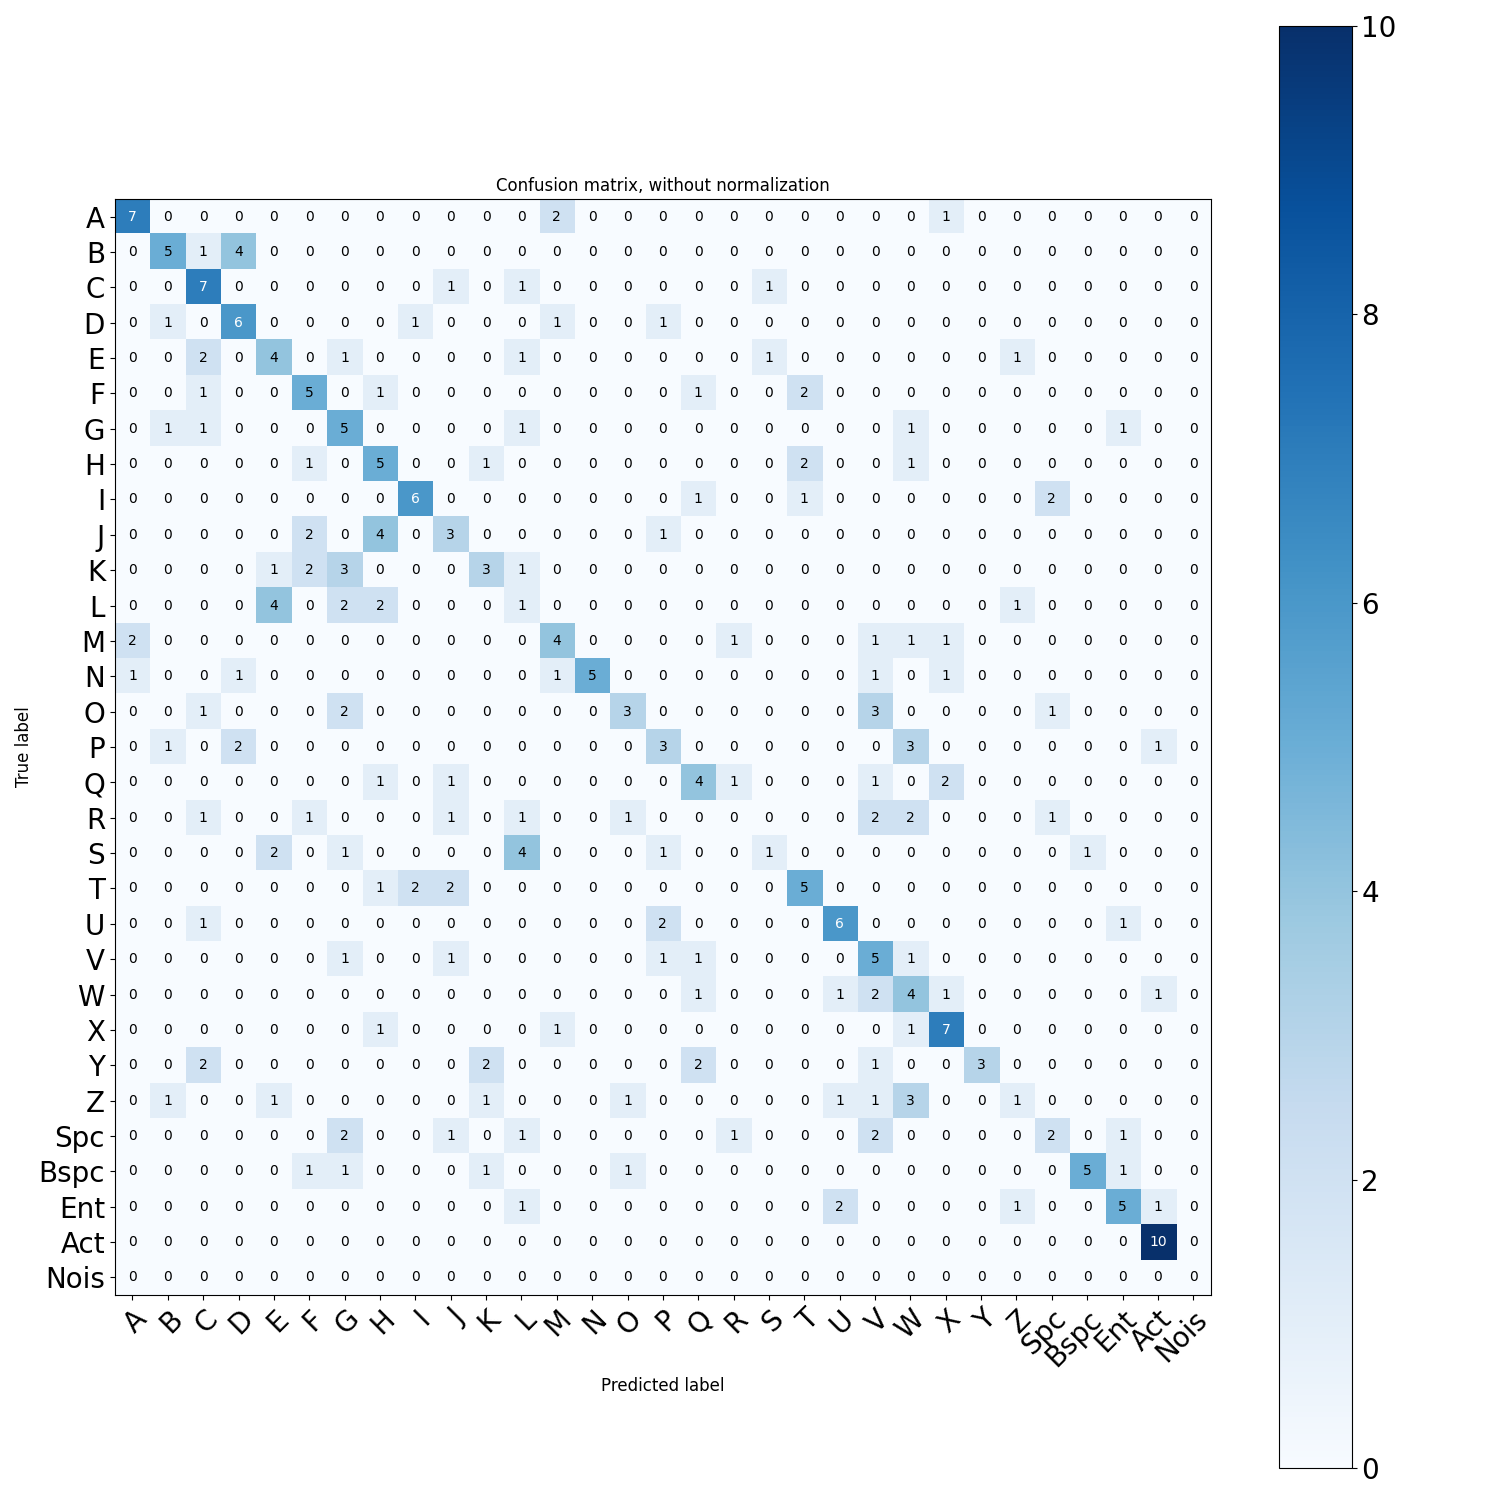 Confusion matrix, without normalization
A 7 0 0 0 0 0 0 0 0 0 0 0 2 0 0 0 0 0 0 0 0 0 0 1 0 0 0 0 0 0 0
B 0 5 1 4 0 0 0 0 0 0 0 0 0 0 0 0 0 0 0 0 0 0 0 0 0 0 0 0 0 0 0
C 0 0 7 0 0 0 0 0 0 1 0 1 0 0 0 0 0 0 1 0 0 0 0 0 0 0 0 0 0 0 0
D 0 1 0 6 0 0 0 0 1 0 0 0 1 0 0 1 0 0 0 0 0 0 0 0 0 0 0 0 0 0 0
E 0 0 2 0 4 0 1 0 0 0 0 1 0 0 0 0 0 0 1 0 0 0 0 0 0 1 0 0 0 0 0
F 0 0 1 0 0 5 0 1 0 0 0 0 0 0 0 0 1 0 0 2 0 0 0 0 0 0 0 0 0 0 0
G 0 1 1 0 0 0 5 0 0 0 0 1 0 0 0 0 0 0 0 0 0 0 1 0 0 0 0 0 1 0 0
H 0 0 0 0 0 1 0 5 0 0 1 0 0 0 0 0 0 0 0 2 0 0 1 0 0 0 0 0 0 0 0
I 0 0 0 0 0 0 0 0 6 0 0 0 0 0 0 0 1 0 0 1 0 0 0 0 0 0 2 0 0 0 0
J 0 0 0 0 0 2 0 4 0 3 0 0 0 0 0 1 0 0 0 0 0 0 0 0 0 0 0 0 0 0 0
K 0 0 0 0 1 2 3 0 0 0 3 1 0 0 0 0 0 0 0 0 0 0 0 0 0 0 0 0 0 0 0
L 0 0 0 0 4 0 2 2 0 0 0 1 0 0 0 0 0 0 0 0 0 0 0 0 0 1 0 0 0 0 0
M 2 0 0 0 0 0 0 0 0 0 0 0 4 0 0 0 0 1 0 0 0 1 1 1 0 0 0 0 0 0 0
N 1 0 0 1 0 0 0 0 0 0 0 0 1 5 0 0 0 0 0 0 0 1 0 1 0 0 0 0 0 0 0
O 0 0 1 0 0 0 2 0 0 0 0 0 0 0 3 0 0 0 0 0 0 3 0 0 0 0 1 0 0 0 0
P 0 1 0 2 0 0 0 0 0 0 0 0 0 0 0 3 0 0 0 0 0 0 3 0 0 0 0 0 0 1 0
Q 0 0 0 0 0 0 0 1 0 1 0 0 0 0 0 0 4 1 0 0 0 1 0 2 0 0 0 0 0 0 0
R 0 0 1 0 0 1 0 0 0 1 0 1 0 0 1 0 0 0 0 0 0 2 2 0 0 0 1 0 0 0 0
S 0 0 0 0 2 0 1 0 0 0 0 4 0 0 0 1 0 0 1 0 0 0 0 0 0 0 0 1 0 0 0
T 0 0 0 0 0 0 0 1 2 2 0 0 0 0 0 0 0 0 0 5 0 0 0 0 0 0 0 0 0 0 0
U 0 0 1 0 0 0 0 0 0 0 0 0 0 0 0 2 0 0 0 0 6 0 0 0 0 0 0 0 1 0 0
V 0 0 0 0 0 0 1 0 0 1 0 0 0 0 0 1 1 0 0 0 0 5 1 0 0 0 0 0 0 0 0
W 0 0 0 0 0 0 0 0 0 0 0 0 0 0 0 0 1 0 0 0 1 2 4 1 0 0 0 0 0 1 0
X 0 0 0 0 0 0 0 1 0 0 0 0 1 0 0 0 0 0 0 0 0 0 1 7 0 0 0 0 0 0 0
Y 0 0 2 0 0 0 0 0 0 0 2 0 0 0 0 0 2 0 0 0 0 1 0 0 3 0 0 0 0 0 0
Z 0 1 0 0 1 0 0 0 0 0 1 0 0 0 1 0 0 0 0 0 1 1 3 0 0 1 0 0 0 0 0
Spc 0 0 0 0 0 0 2 0 0 1 0 1 0 0 0 0 0 1 0 0 0 2 0 0 0 0 2 0 1 0 0
Bspc 0 0 0 0 0 1 1 0 0 0 1 0 0 0 1 0 0 0 0 0 0 0 0 0 0 0 0 5 1 0 0
Ent 0 0 0 0 0 0 0 0 0 0 0 1 0 0 0 0 0 0 0 0 2 0 0 0 0 1 0 0 5 1 0
Act 0 0 0 0 0 0 0 0 0 0 0 0 0 0 0 0 0 0 0 0 0 0 0 0 0 0 0 0 0 10 0
Nois 0 0 0 0 0 0 0 0 0 0 0 0 0 0 0 0 0 0 0 0 0 0 0 0 0 0 0 0 0 0 0
A B C D E F G H I J K L M N O P Q R S T U V W X Y Z Spc Bspc Ent Act Nois
Predicted label
True label
10
8
6
4
2
0